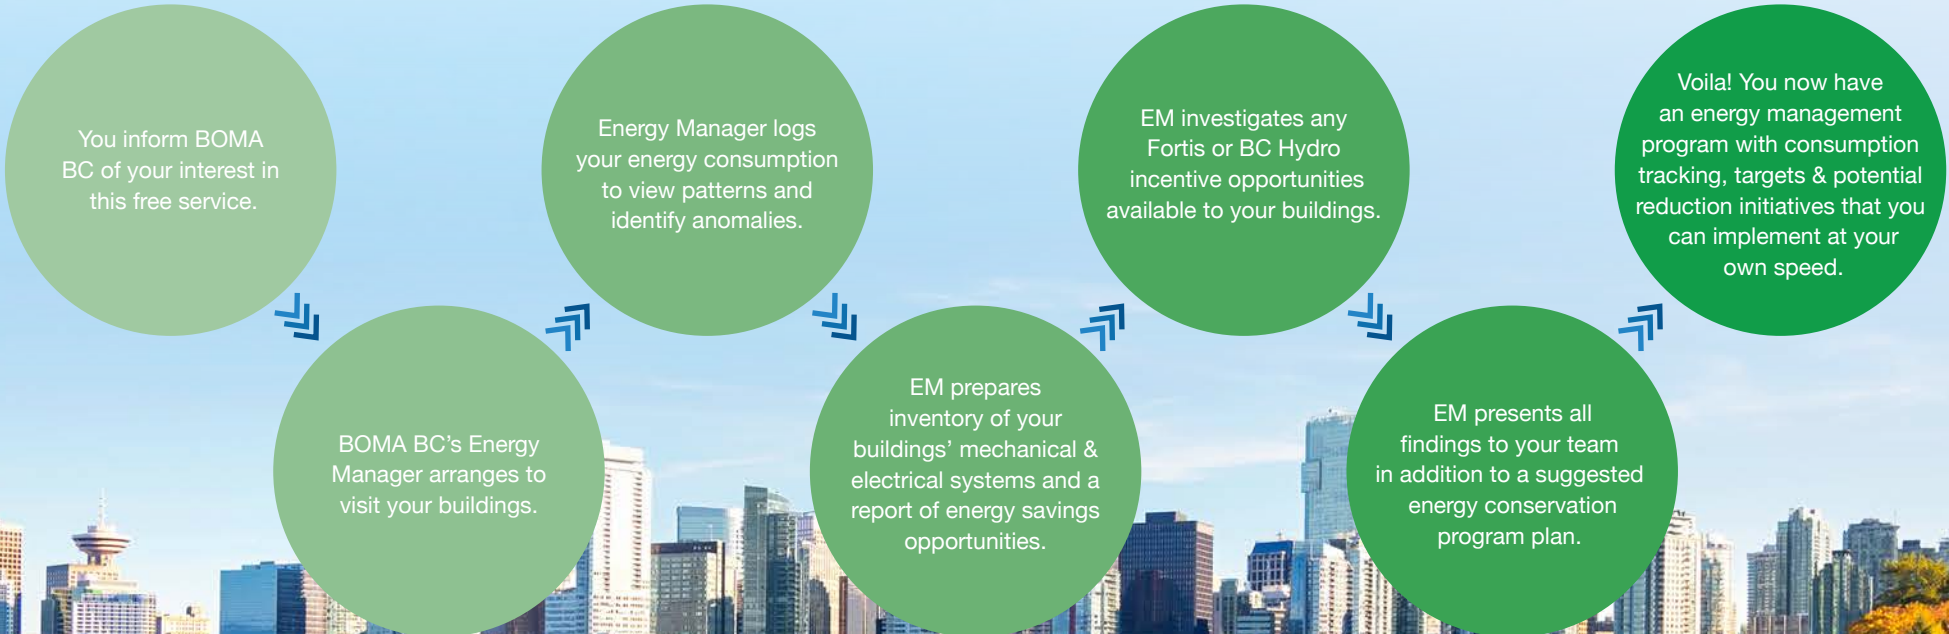 You inform BOMA
BC of your interest in
this free service.
BOMA BC’s Energy
Manager arranges to
visit your buildings.
Energy Manager logs
your energy consumption
to view patterns and
identify anomalies.
EM prepares
inventory of your
buildings’ mechanical &
electrical systems and a
report of energy savings
opportunities.
EM investigates any
Fortis or BC Hydro
incentive opportunities
available to your buildings.
EM presents all
findings to your team
in addition to a suggested
energy conservation
program plan.
Voila! You now have
an energy management
program with consumption
tracking, targets & potential
reduction initiatives that you
can implement at your
own speed.